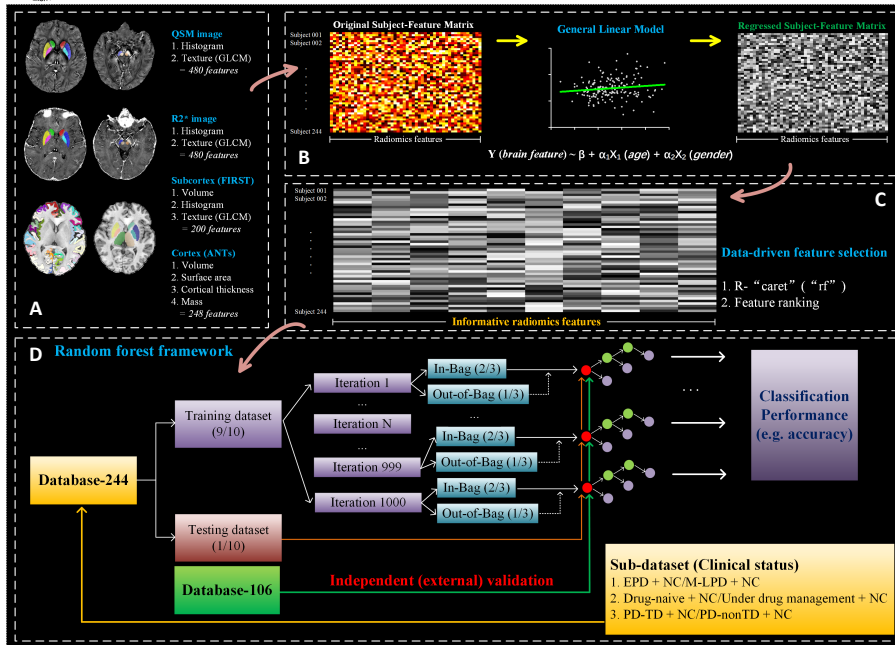 QSM image
1. Histogram
2. Texture (GLCM)
= 480 features
R2* image
1. Histogram
2. Texture (GLCM)
= 480 features
Subcortex (FIRST)
1. Volume
2. Histogram
3. Texture (GLCM)
= 200 features
Cortex (ANTs)
1. Volume
2. Surface area
3. Cortical thickness
4. Mass
= 248 features
A
Original Subject-Feature Matrix
Subject 001
Subject 002
Subject 244
Radiomics features
General Linear Model
Regressed Subject-Feature Matrix
Radiomics features
B
Y (brain feature) ~ β + α1X1 (age) + α2X2 (gender)
Subject 001
Subject 002
Subject 244
Informative radiomics features
C
Data-driven feature selection
1. R- “caret” ( “rf” )
2. Feature ranking
D
Random forest framework
Database-244
Training dataset
(9/10)
Testing dataset
(1/10)
Database-106
Iteration 1
...
Iteration N
...
Iteration 999
Iteration 1000
In-Bag (2/3)
Out-of-Bag (1/3)
...
In-Bag (2/3)
Out-of-Bag (1/3)
In-Bag (2/3)
Out-of-Bag (1/3)
Independent (external) validation
...
Classification
Performance
(e.g. accuracy)
Sub-dataset (Clinical status)
1. EPD + NC/M-LPD + NC
2. Drug-naive + NC/Under drug management + NC
3. PD-TD + NC/PD-nonTD + NC